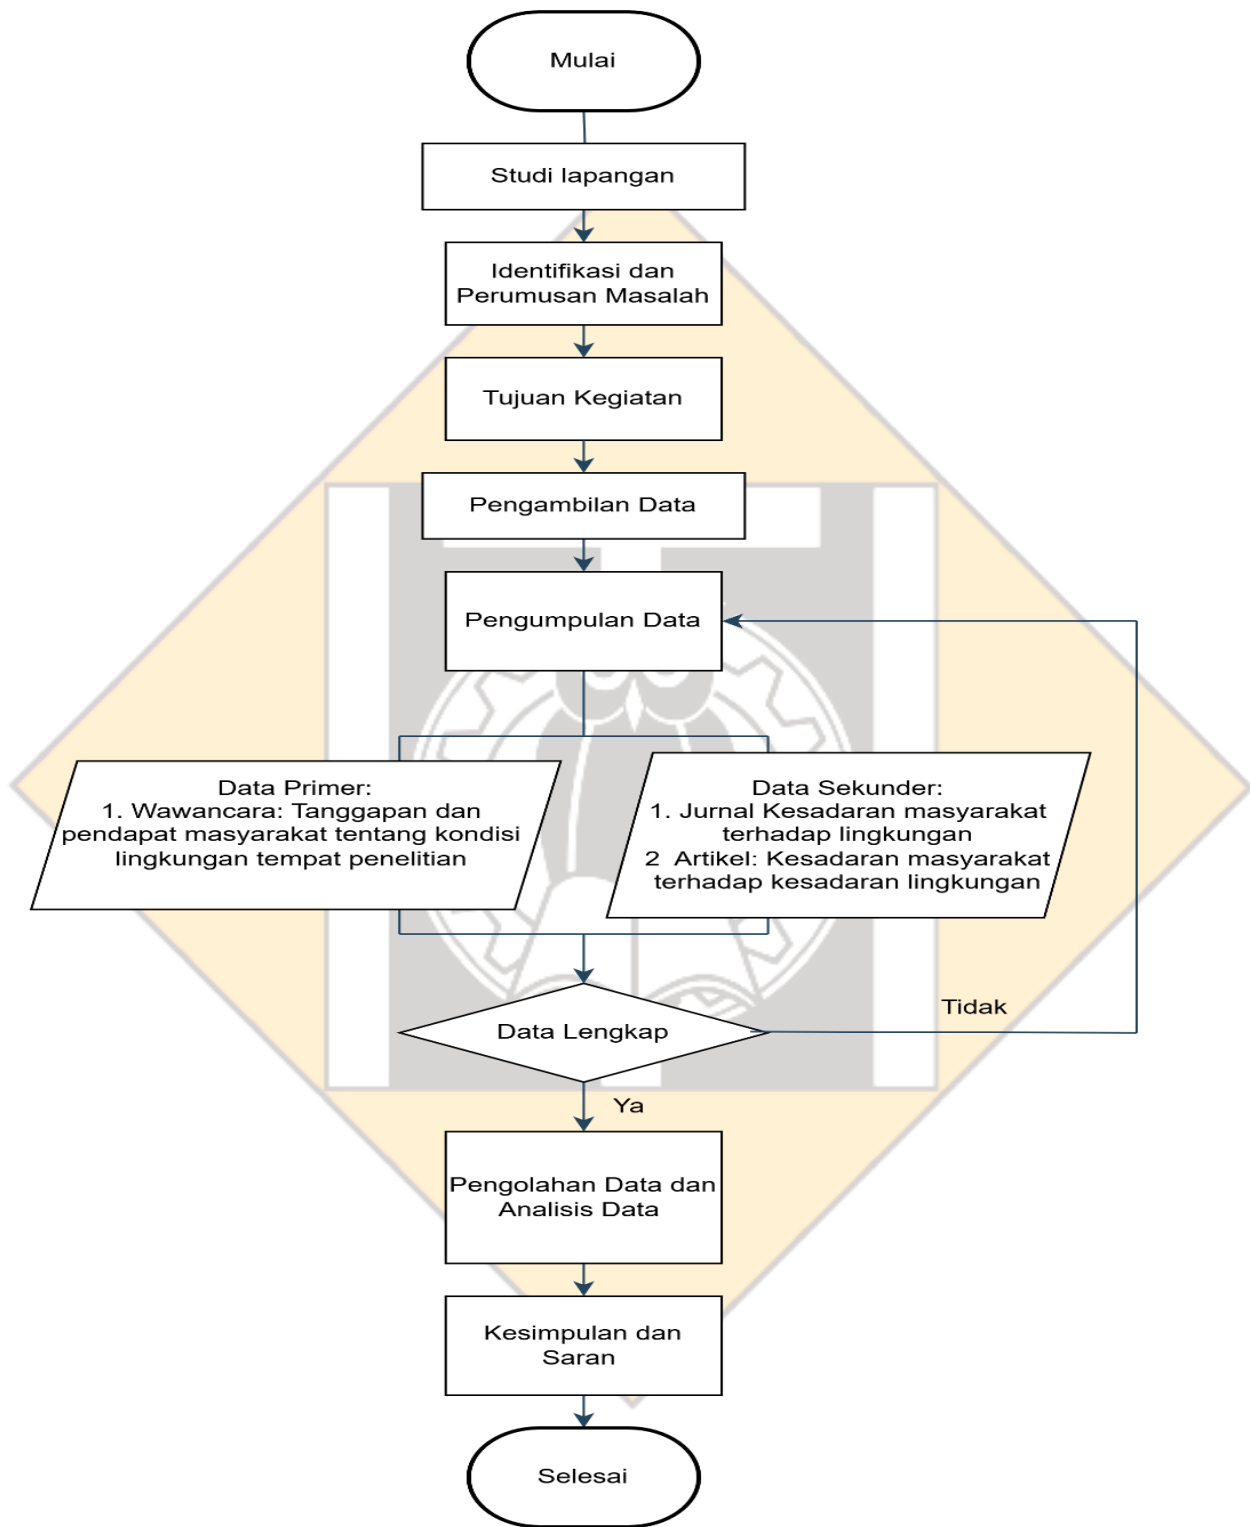 Mulai
Studi lapangan
Identifikasi dan
Perumusan Masalah
Tujuan Kegiatan
Pengambilan Data
Pengumpulan Data
Data Primer:
1. Wawancara: Tanggapan dan
pendapat masyarakat tentang kondisi
lingkungan tempat penelitian
Data Sekunder:
1. Jurnal Kesadaran masyarakat
terhadap lingkungan
2  Artikel: Kesadaran masyarakat
terhadap kesadaran lingkungan
Data Lengkap
Tidak
Ya
Pengolahan Data dan
Analisis Data
Kesimpulan dan
Saran
Selesai